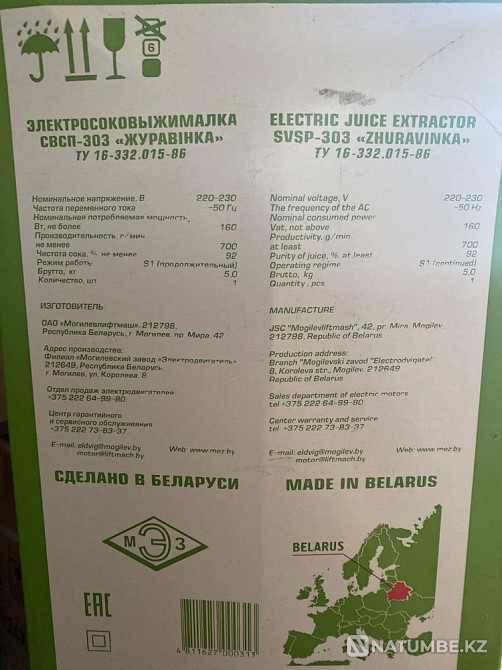 6
ЭЛЕКТРОСОКОВЫЖИМАЛКА
СВСП-303 «ЖУРАВІНКА»
ТУ 16-332.015-86
Номинальное напряжение, В 220-230
Частота переменного тока ~50 Гц
Номинальная потребляемая мощность,
Вт, не более 160
Производительность, г/мин,
не менее 700
Чистота сока, %, не менее 92
Режим работы S1 (продолжительный)
Брутто, кг 5,0
Количество, шт 1
ИЗГОТОВИТЕЛЬ
ОАО «Могилевлифтмаш», 212798,
Республика Беларусь, г. Могилев, пр. Мира, 42
Адрес производства:
Филиал «Могилевский завод «Электродвигатель»
212649, Республика Беларусь,
г. Могилев, ул. Королева, 8
Отдел продаж электродвигателей
+375 222 64-99-80
Центр гарантийного
и сервисного обслуживания
+375 222 73-83-37
E-mail: eldvig@mogilev.by Web: www.mez.by
motor@liftmach.by
СДЕЛАНО В БЕЛАРУСИ
МЭЗ
EAC
ELECTRIC JUICE EXTRACTOR
SVSP-303 «ZHURAVINKA»
ТУ 16-332.015-86
Nominal voltage, V 220-230
The frequency of the AC ~50 Hz
Nominal consumed power
Vat, not above 160
Productivity, g/min,
at least 700
Purity of juice, %, at least 92
Operating regime S1 (continued)
Brutto, kg 5,0
Quantity, pcs 1
MANUFACTURE
JSC "Mogilevliftmash", 42, pr. Mira, Mogilev,
212798, Republic of Belarus
Production address:
Branch "Mogilevski zavod "Electrodvigatel"
8, Koroleva str., Mogilev, 212649
Republic of Belarus
Sales department of electric motors
tel +375 222 64-99-80
Center warranty and service
tel +375 222 73-83-37
E-mail: eldvig@mogilev.by Web: www.mez.by
motor@liftmach.by
MADE IN BELARUS
BELARUS
4 811627 000313
NATUMBE.KZ